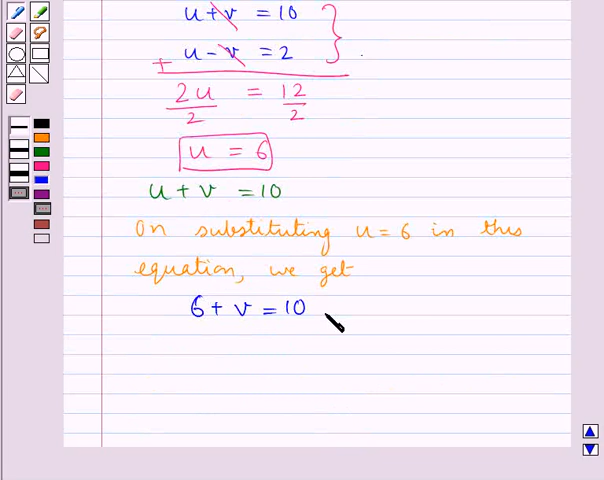 u + v = 10
+ u - v = 2
2u/2 = 12/2
u = 6
u + v = 10
On substituting u = 6 in this
equation, we get
6 + v = 10